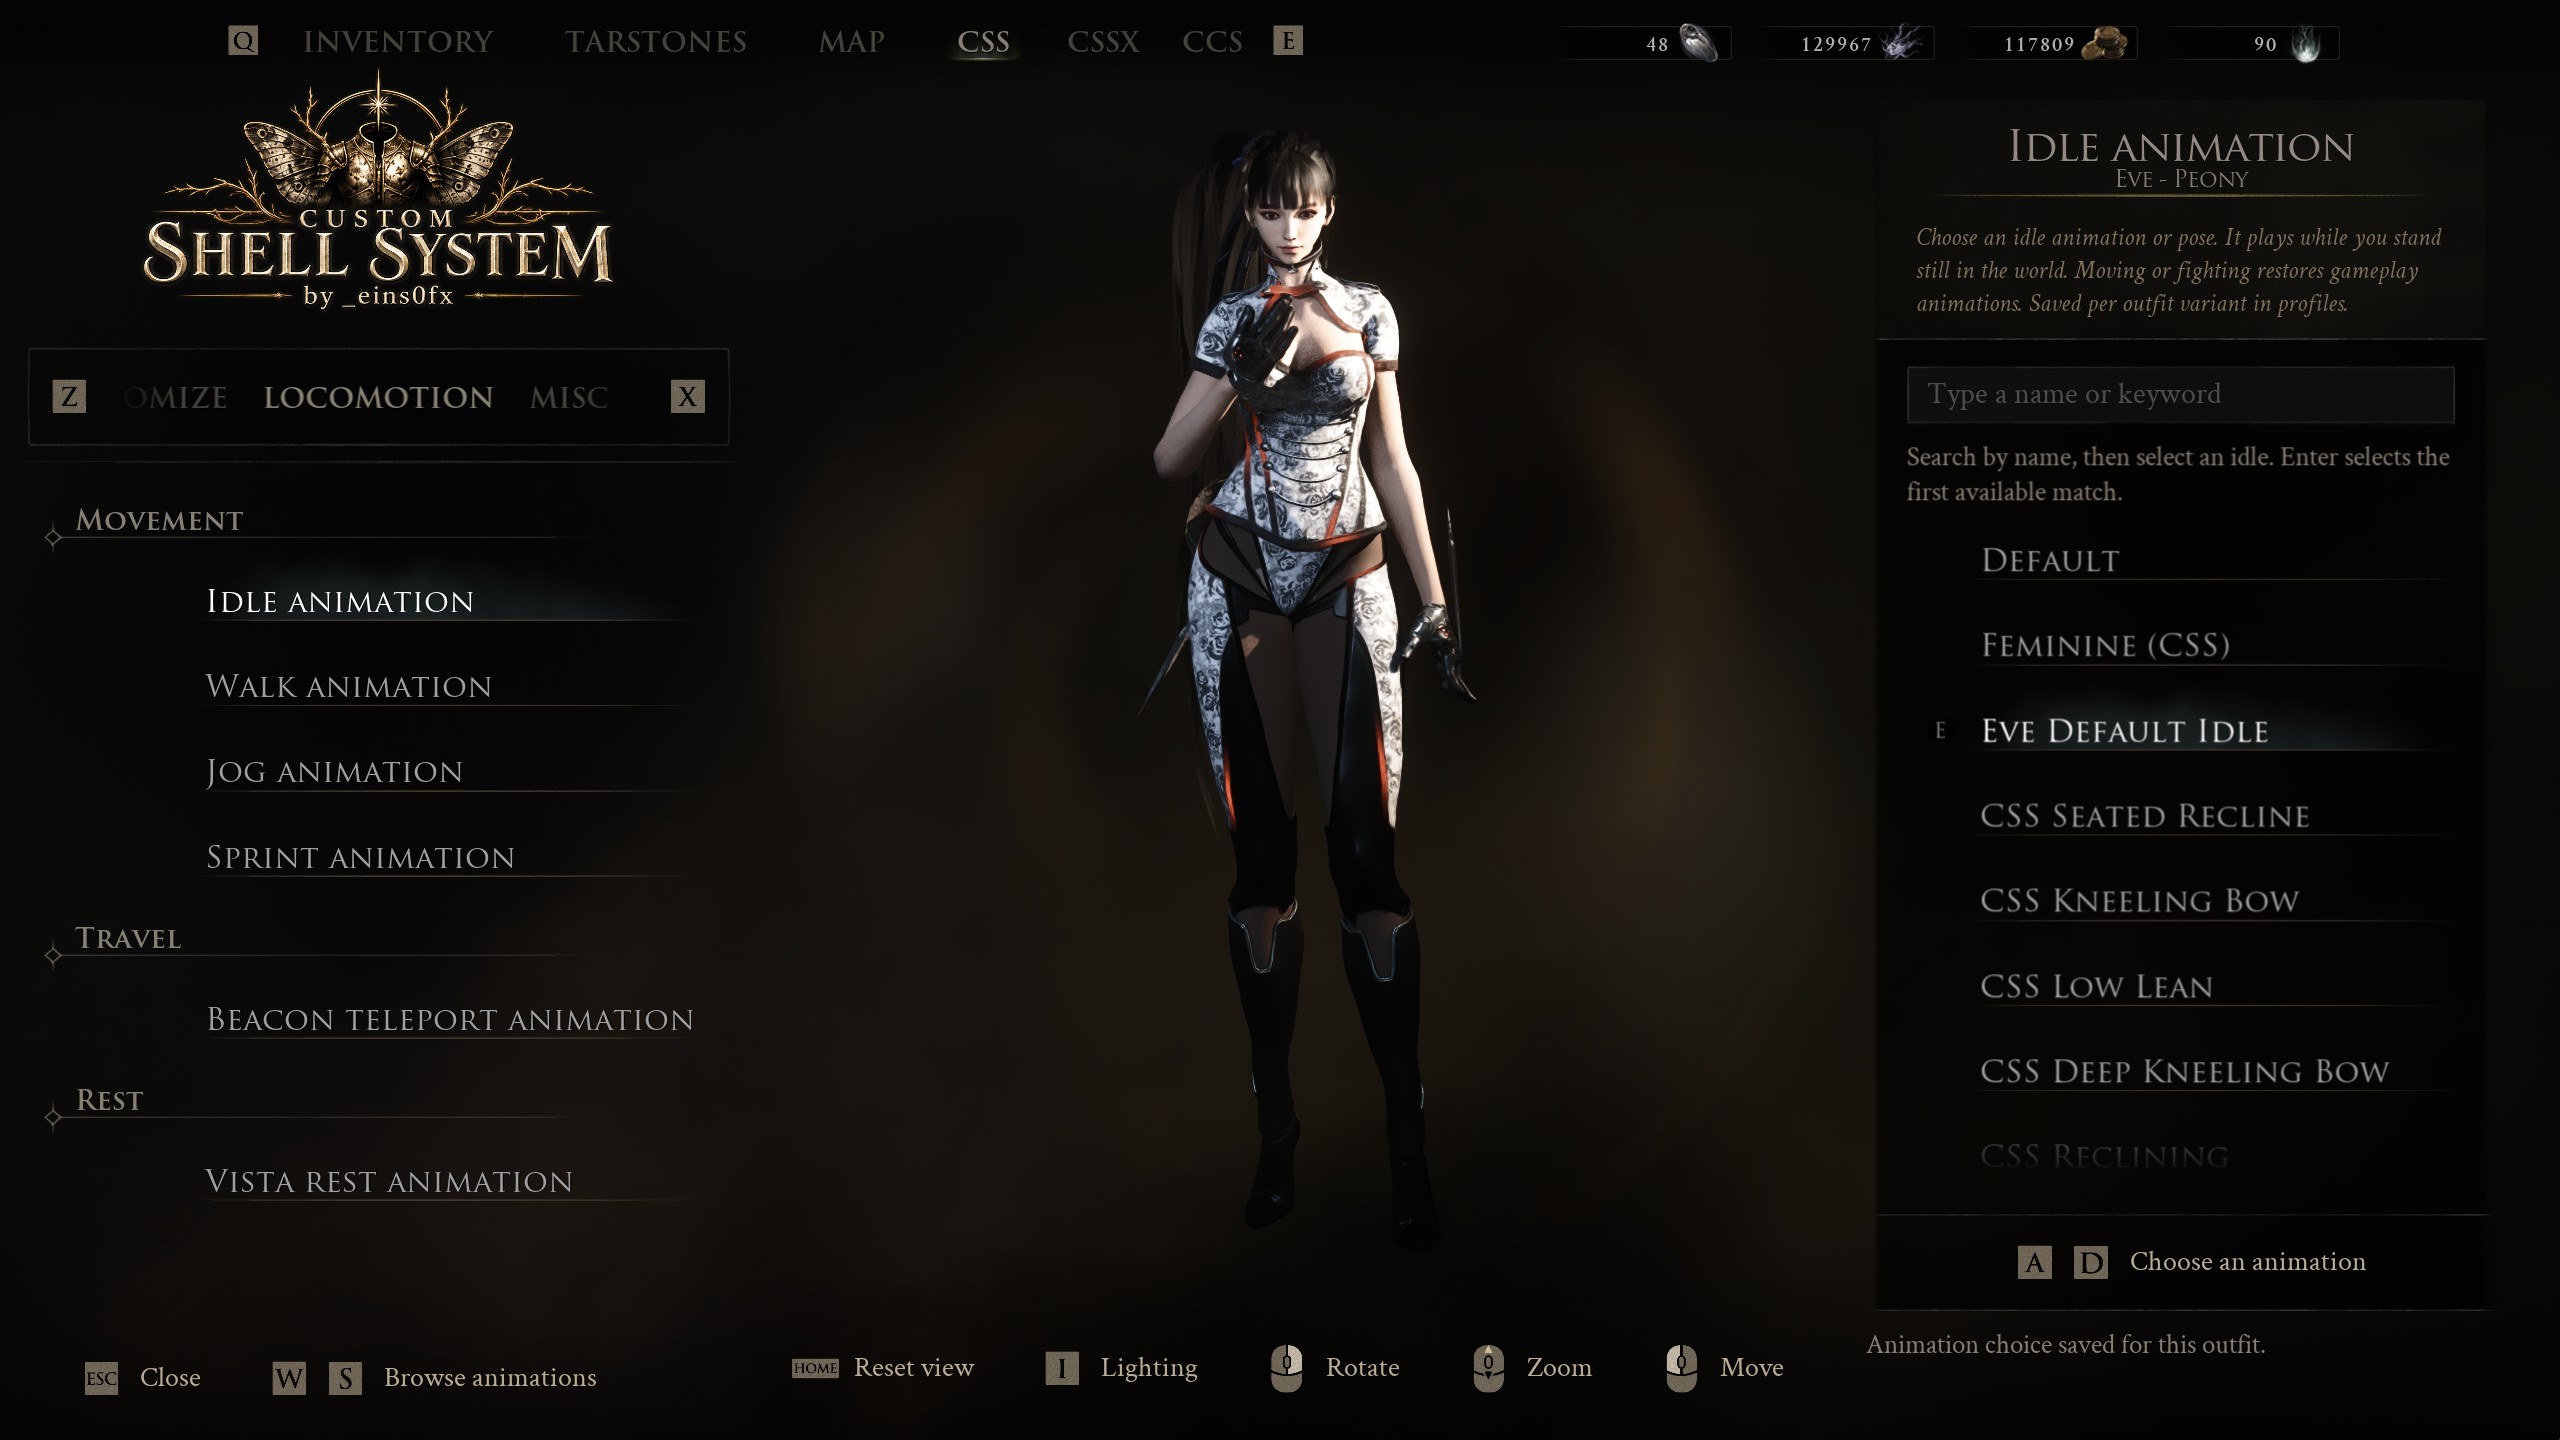 Q INVENTORY TARSTONES MAP CSS CSSX CCS E
48 129967 117809 90
CUSTOM
SHELL SYSTEM
by _eins0fx
Z OMIZE LOCOMOTION MISC X
MOVEMENT
IDLE ANIMATION
WALK ANIMATION
JOG ANIMATION
SPRINT ANIMATION
TRAVEL
BEACON TELEPORT ANIMATION
REST
VISTA REST ANIMATION
IDLE ANIMATION
EVE - PEONY
Choose an idle animation or pose. It plays while you stand
still in the world. Moving or fighting restores gameplay
animations. Saved per outfit variant in profiles.
Type a name or keyword
Search by name, then select an idle. Enter selects the
first available match.
DEFAULT
FEMININE (CSS)
E EVE DEFAULT IDLE
CSS SEATED RECLINE
CSS KNEELING BOW
CSS LOW LEAN
CSS DEEP KNEELING BOW
CSS RECLINING
A D Choose an animation
Animation choice saved for this outfit.
ESC Close W S Browse animations HOME Reset view I Lighting Rotate Zoom Move